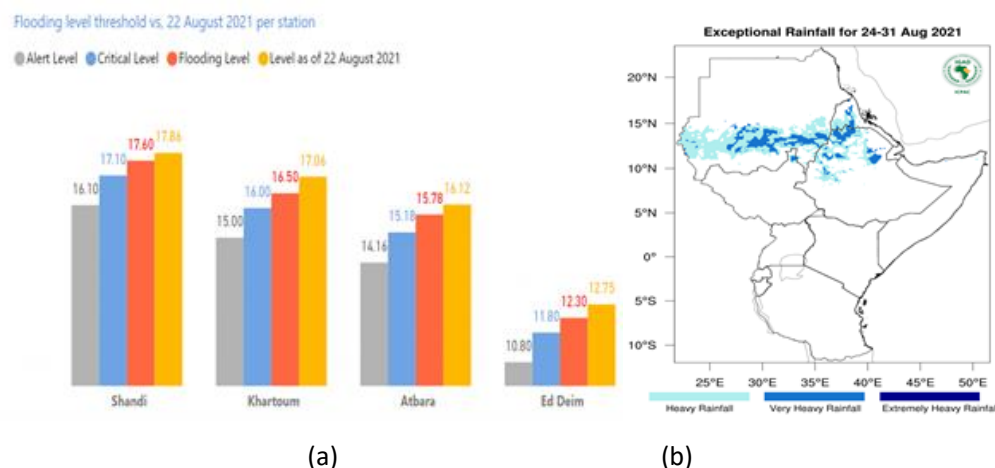 Flooding level threshold vs, 22 August 2021 per station
Alert Level Critical Level Flooding Level Level as of 22 August 2021
16.10 17.10 17.60 17.86
15.00 16.00 16.50 17.06
14.16 15.18 15.78 16.12
10.80 11.80 12.30 12.75
Shandi Khartoum Atbara Ed Deim
(a)
Exceptional Rainfall for 24-31 Aug 2021
IGAD
ICPAC
20°N
15°N
10°N
5°N
0°
5°S
10°S
25°E 30°E 35°E 40°E 45°E 51°E
Heavy Rainfall Very Heavy Rainfall Extremely Heavy Rainfal
(b)